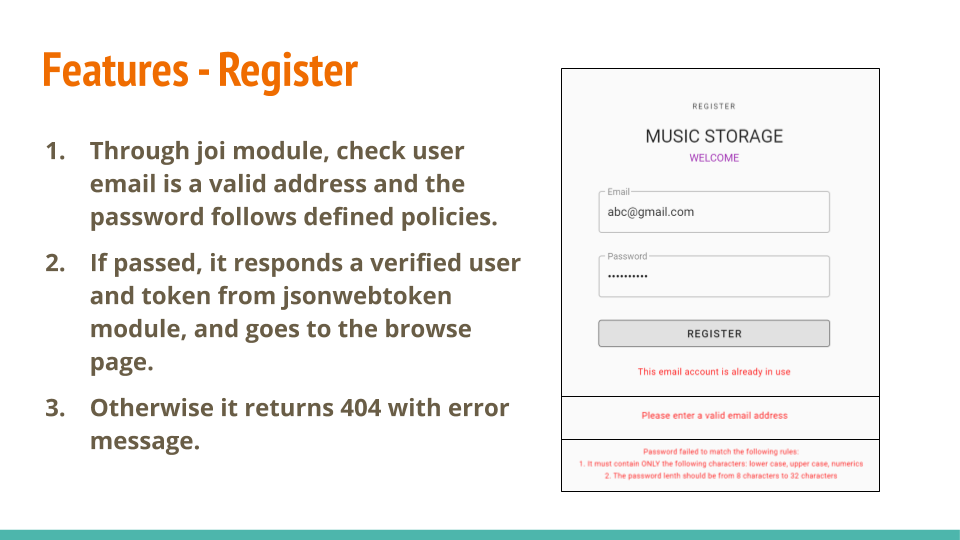 Features - Register
1. Through joi module, check user
email is a valid address and the
password follows defined policies.
2. If passed, it responds a verified user
and token from jsonwebtoken
module, and goes to the browse
page.
3. Otherwise it returns 404 with error
message.
REGISTER
MUSIC STORAGE
WELCOME
Email
abc@gmail.com
Password
••••••••••
REGISTER
This email account is already in use
Please enter a valid email address
Password failed to match the following rules:
1. It must contain ONLY the following characters: lower case, upper case, numerics
2. The password lenth should be from 8 characters to 32 characters